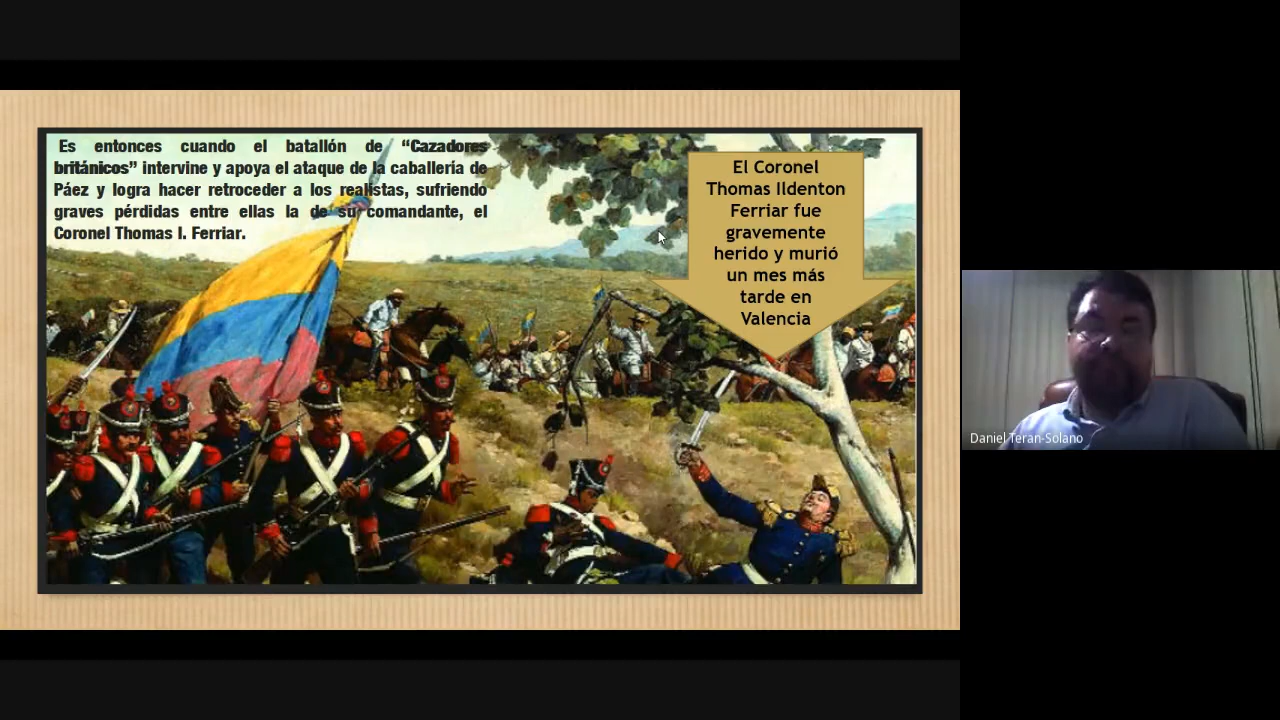 Es entonces cuando el batallón de “Cazadores
británicos” intervine y apoya el ataque de la caballería de
Páez y logra hacer retroceder a los realistas, sufriendo
graves pérdidas entre ellas la de su comandante, el
Coronel Thomas I. Ferriar.
El Coronel
Thomas Ildenton
Ferriar fue
gravemente
herido y murió
un mes más
tarde en
Valencia
Daniel Teran-Solano